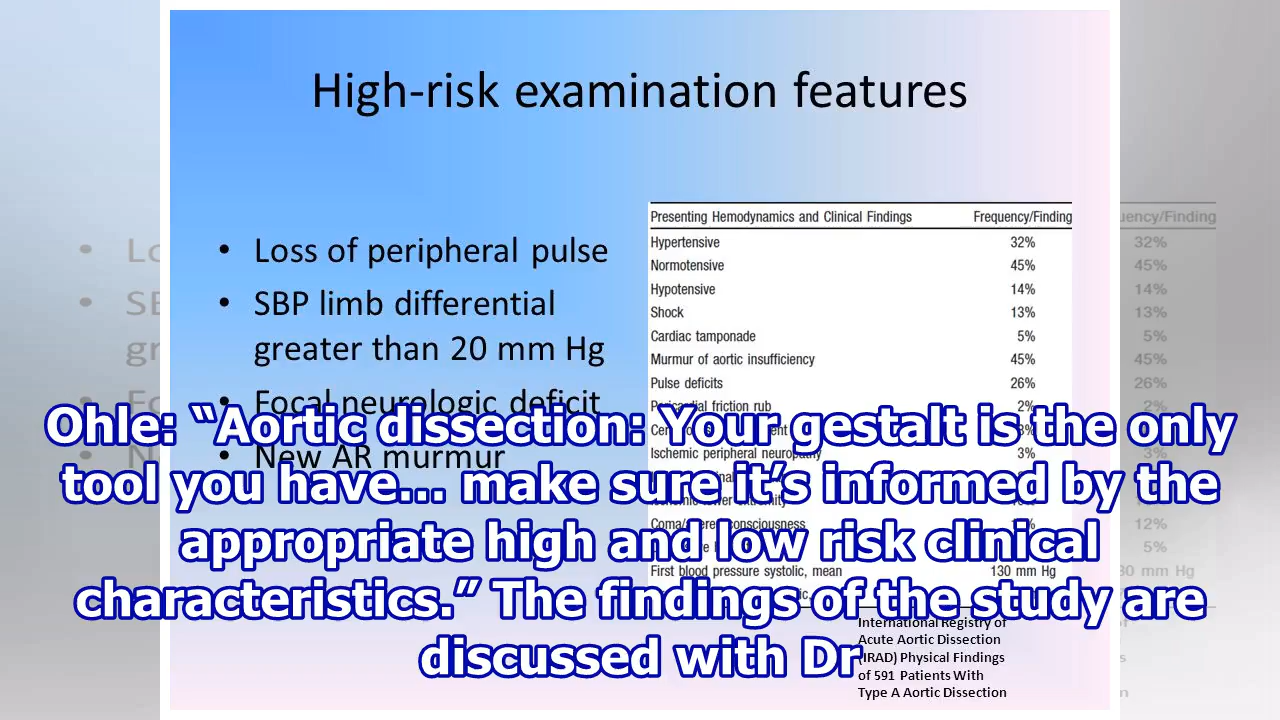 High-risk examination features
• Loss of peripheral pulse
• SBP limb differential
greater than 20 mm Hg
• Focal neurologic deficit
• New AR murmur
Presenting Hemodynamics and Clinical Findings Frequency/Finding
Hypertensive 32%
Normotensive 45%
Hypotensive 14%
Shock 13%
Cardiac tamponade 5%
Murmur of aortic insufficiency 45%
Pulse deficits 26%
Pericardial friction rub 2%
Ischemic peripheral neuropathy 3%
Coma/ consciousness 12%
5%
First blood pressure systolic, mean 130 mm Hg
International Registry of
Acute Aortic Dissection
(IRAD) Physical Findings
of 591 Patients With
Type A Aortic Dissection
Ohle: “Aortic dissection: Your gestalt is the only
tool you have... make sure it’s informed by the
appropriate high and low risk clinical
characteristics.” The findings of the study are
discussed with Dr